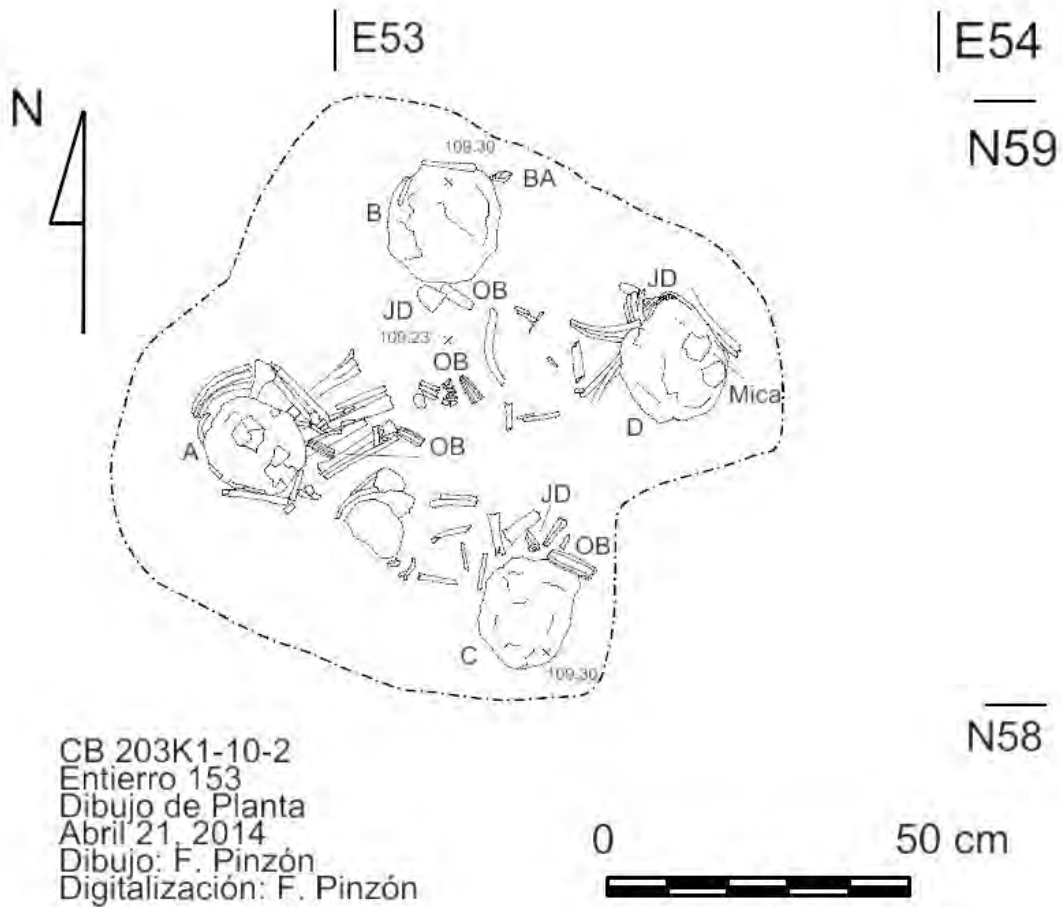 E53
E54
N
N59
109.30
BA
B
JD
OB
JD
109.23
OB
Mica
D
A
OB
JD
OB
C
109.30
N58
CB 203K1-10-2
Entierro 153
Dibujo de Planta
Abril 21, 2014
Dibujo: F. Pinzón
Digitalización: F. Pinzón
0
50 cm